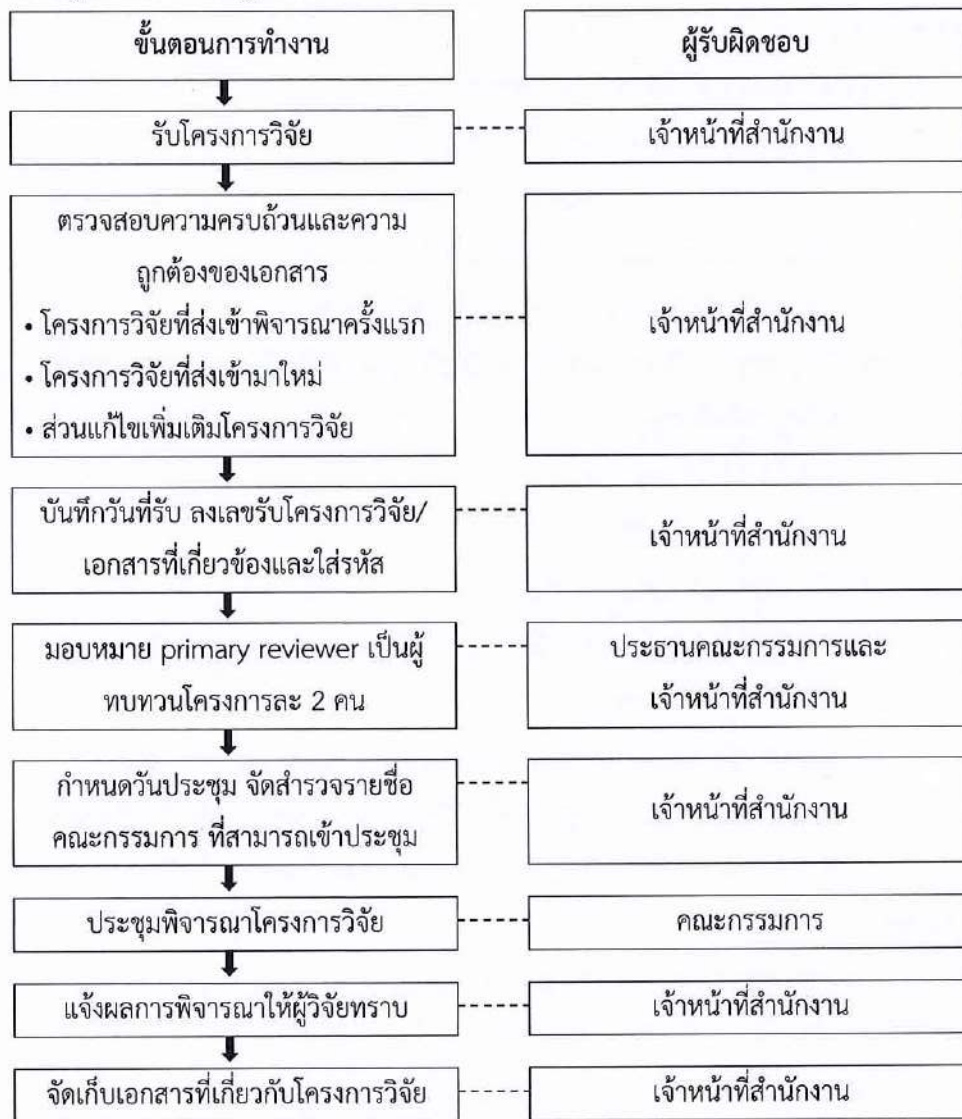 ขั้นตอนการทำงาน
ผู้รับผิดชอบ
รับโครงการวิจัย
เจ้าหน้าที่สำนักงาน
ตรวจสอบความครบถ้วนและความ
ถูกต้องของเอกสาร
• โครงการวิจัยที่ส่งเข้าพิจารณาครั้งแรก
• โครงการวิจัยที่ส่งเข้ามาใหม่
• ส่วนแก้ไขเพิ่มเติมโครงการวิจัย
เจ้าหน้าที่สำนักงาน
บันทึกวันที่รับ ลงเลขรับโครงการวิจัย/
เอกสารที่เกี่ยวข้องและใส่รหัส
เจ้าหน้าที่สำนักงาน
มอบหมาย primary reviewer เป็นผู้
ทบทวนโครงการละ 2 คน
ประธานคณะกรรมการและ
เจ้าหน้าที่สำนักงาน
กำหนดวันประชุม จัดสำรวจรายชื่อ
คณะกรรมการ ที่สามารถเข้าประชุม
เจ้าหน้าที่สำนักงาน
ประชุมพิจารณาโครงการวิจัย
คณะกรรมการ
แจ้งผลการพิจารณาให้ผู้วิจัยทราบ
เจ้าหน้าที่สำนักงาน
จัดเก็บเอกสารที่เกี่ยวกับโครงการวิจัย
เจ้าหน้าที่สำนักงาน